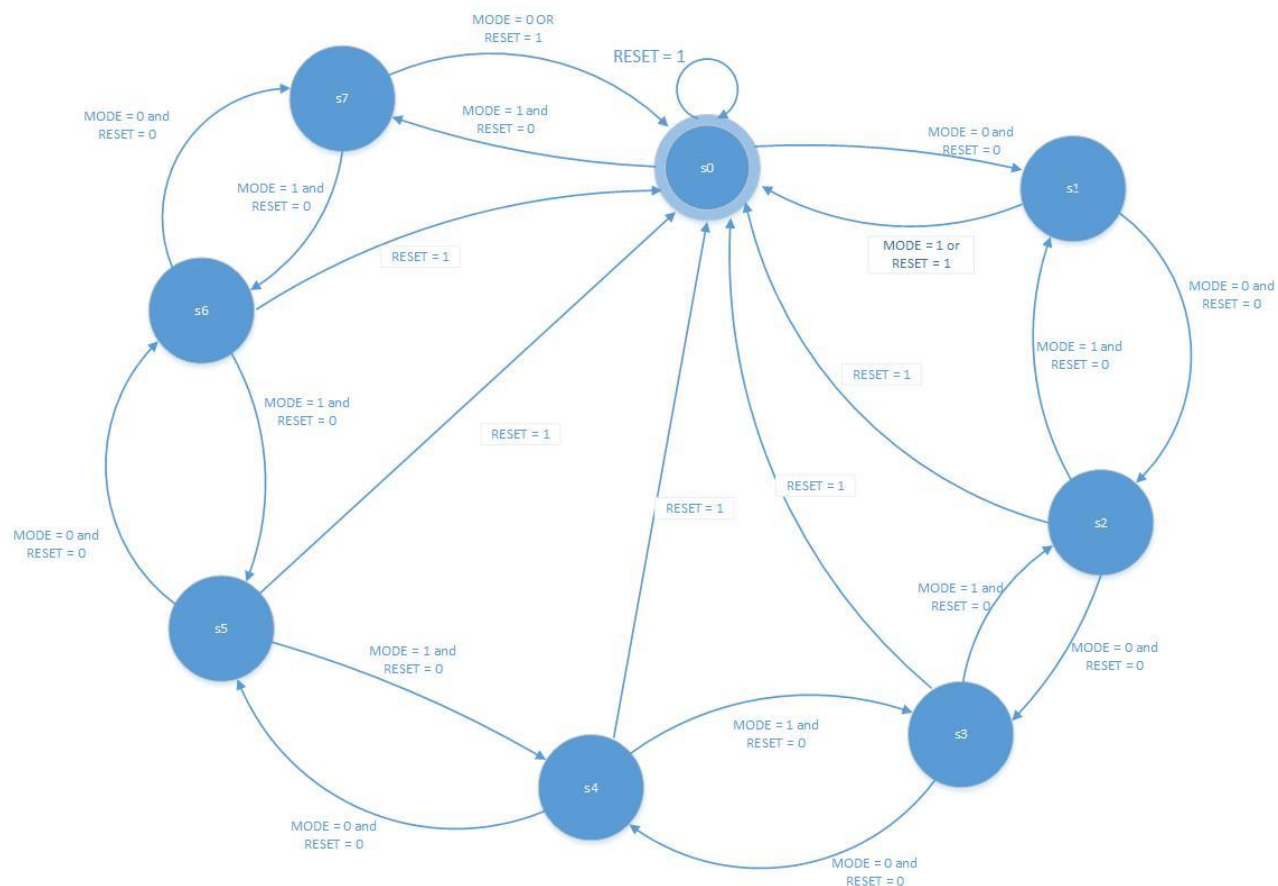 MODE = 0 OR
RESET = 1
RESET = 1
s7
MODE = 0 and
RESET = 0
MODE = 1 and
RESET = 0
MODE = 0 and
RESET = 0
s0
s1
MODE = 1 and
RESET = 0
MODE = 1 or
RESET = 1
RESET = 1
MODE = 0 and
RESET = 0
s6
MODE = 1 and
RESET = 0
RESET = 1
MODE = 1 and
RESET = 0
RESET = 1
RESET = 1
RESET = 1
s2
MODE = 0 and
RESET = 0
MODE = 1 and
RESET = 0
s5
MODE = 1 and
RESET = 0
MODE = 0 and
RESET = 0
MODE = 1 and
RESET = 0
s3
s4
MODE = 0 and
RESET = 0
MODE = 0 and
RESET = 0